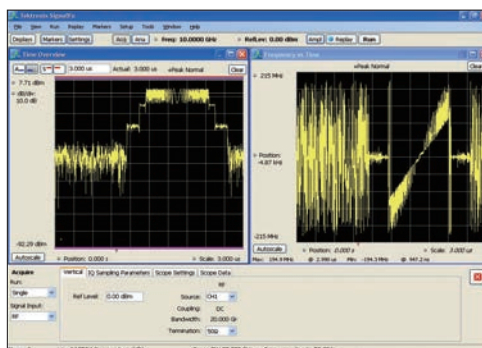 Tektronix SignalVu
File View Run Replay Markers Setup Tools Window Help
Displays Markers Settings Acq Ana Freq: 10.0000 GHz RefLev: 0.00 dBm Ampl Replay Run
Time Overview
3.000 us Actual: 3.000 us +Peak Normal Clear
7.71 dBm
dB/div:
10.0 dB
-92.29 dBm
Autoscale Position: 0.000 s Scale: 3.000 us
Frequency vs Time
+Peak Normal Clear
215 MHz
Position:
-215 MHz
Autoscale Position: 0.000 s Scale: 3.000 us
Acquire
Run:
Single
Signal Input:
RF
Vertical IQ Sampling Parameters Scope Settings Scope Data
RF
Ref Level: 0.00 dBm Source: CH1
Coupling: DC
Bandwidth: 20.000 GHz
Termination: 50Ω